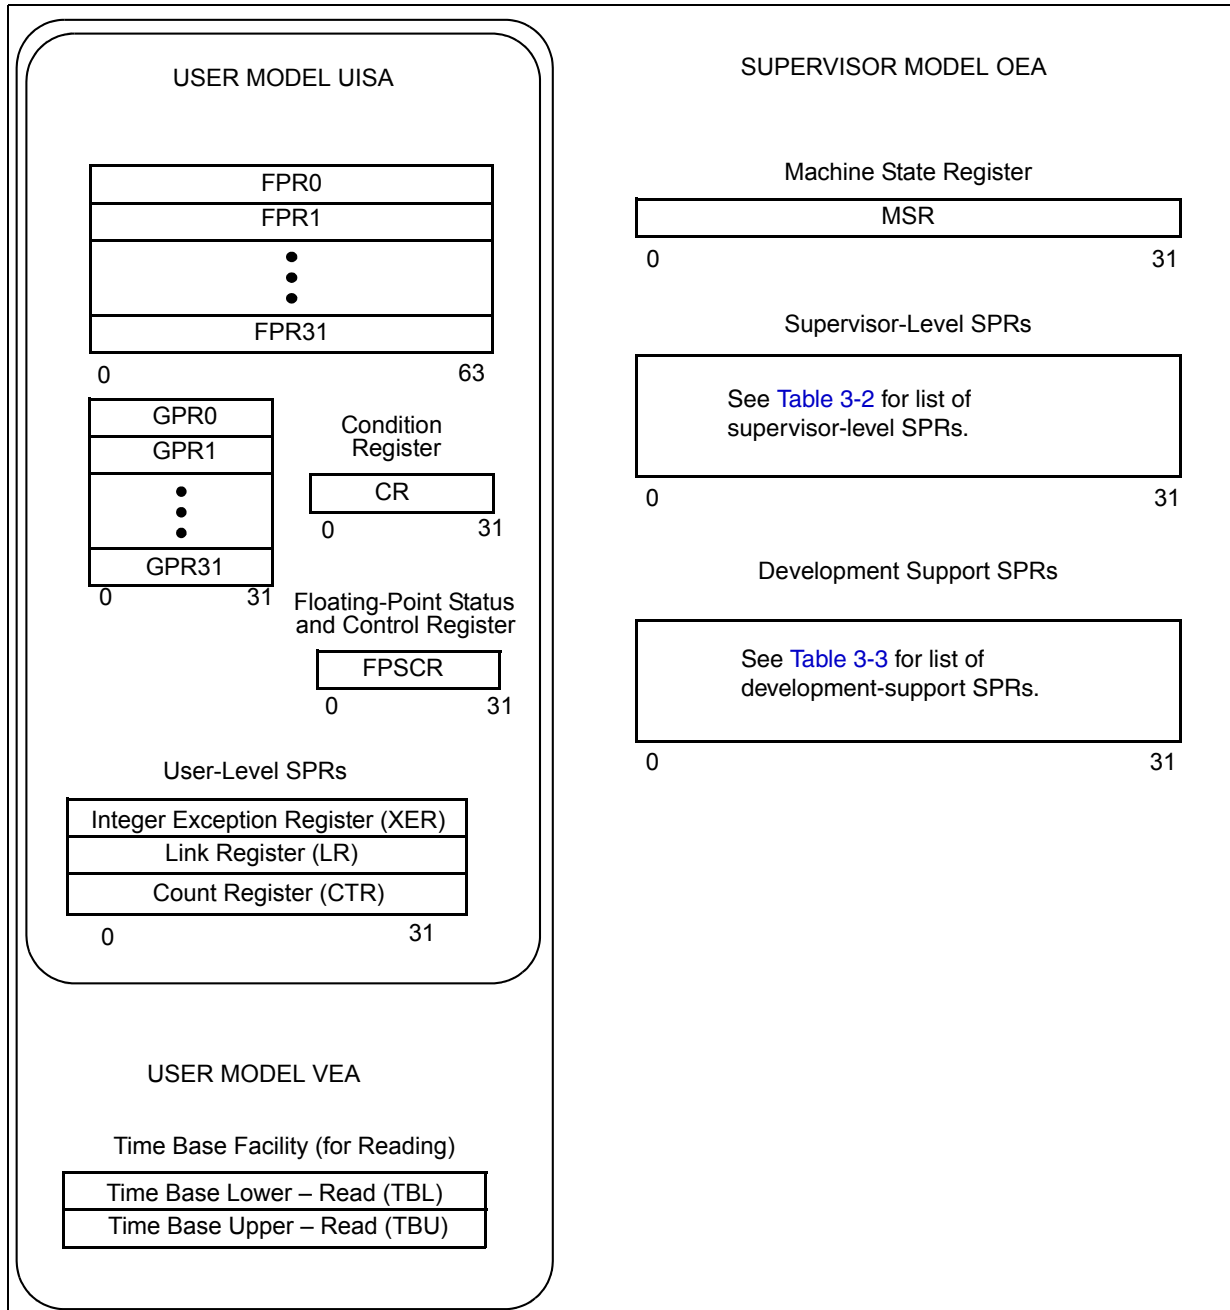 USER MODEL UISA
FPR0
FPR1
FPR31
0 63
GPR0
GPR1
GPR31
0 31
Condition
Register
CR
0 31
Floating-Point Status
and Control Register
FPSCR
0 31
User-Level SPRs
Integer Exception Register (XER)
Link Register (LR)
Count Register (CTR)
0 31
USER MODEL VEA
Time Base Facility (for Reading)
Time Base Lower – Read (TBL)
Time Base Upper – Read (TBU)
SUPERVISOR MODEL OEA
Machine State Register
MSR
0 31
Supervisor-Level SPRs
See Table 3-2 for list of
supervisor-level SPRs.
0 31
Development Support SPRs
See Table 3-3 for list of
development-support SPRs.
0 31